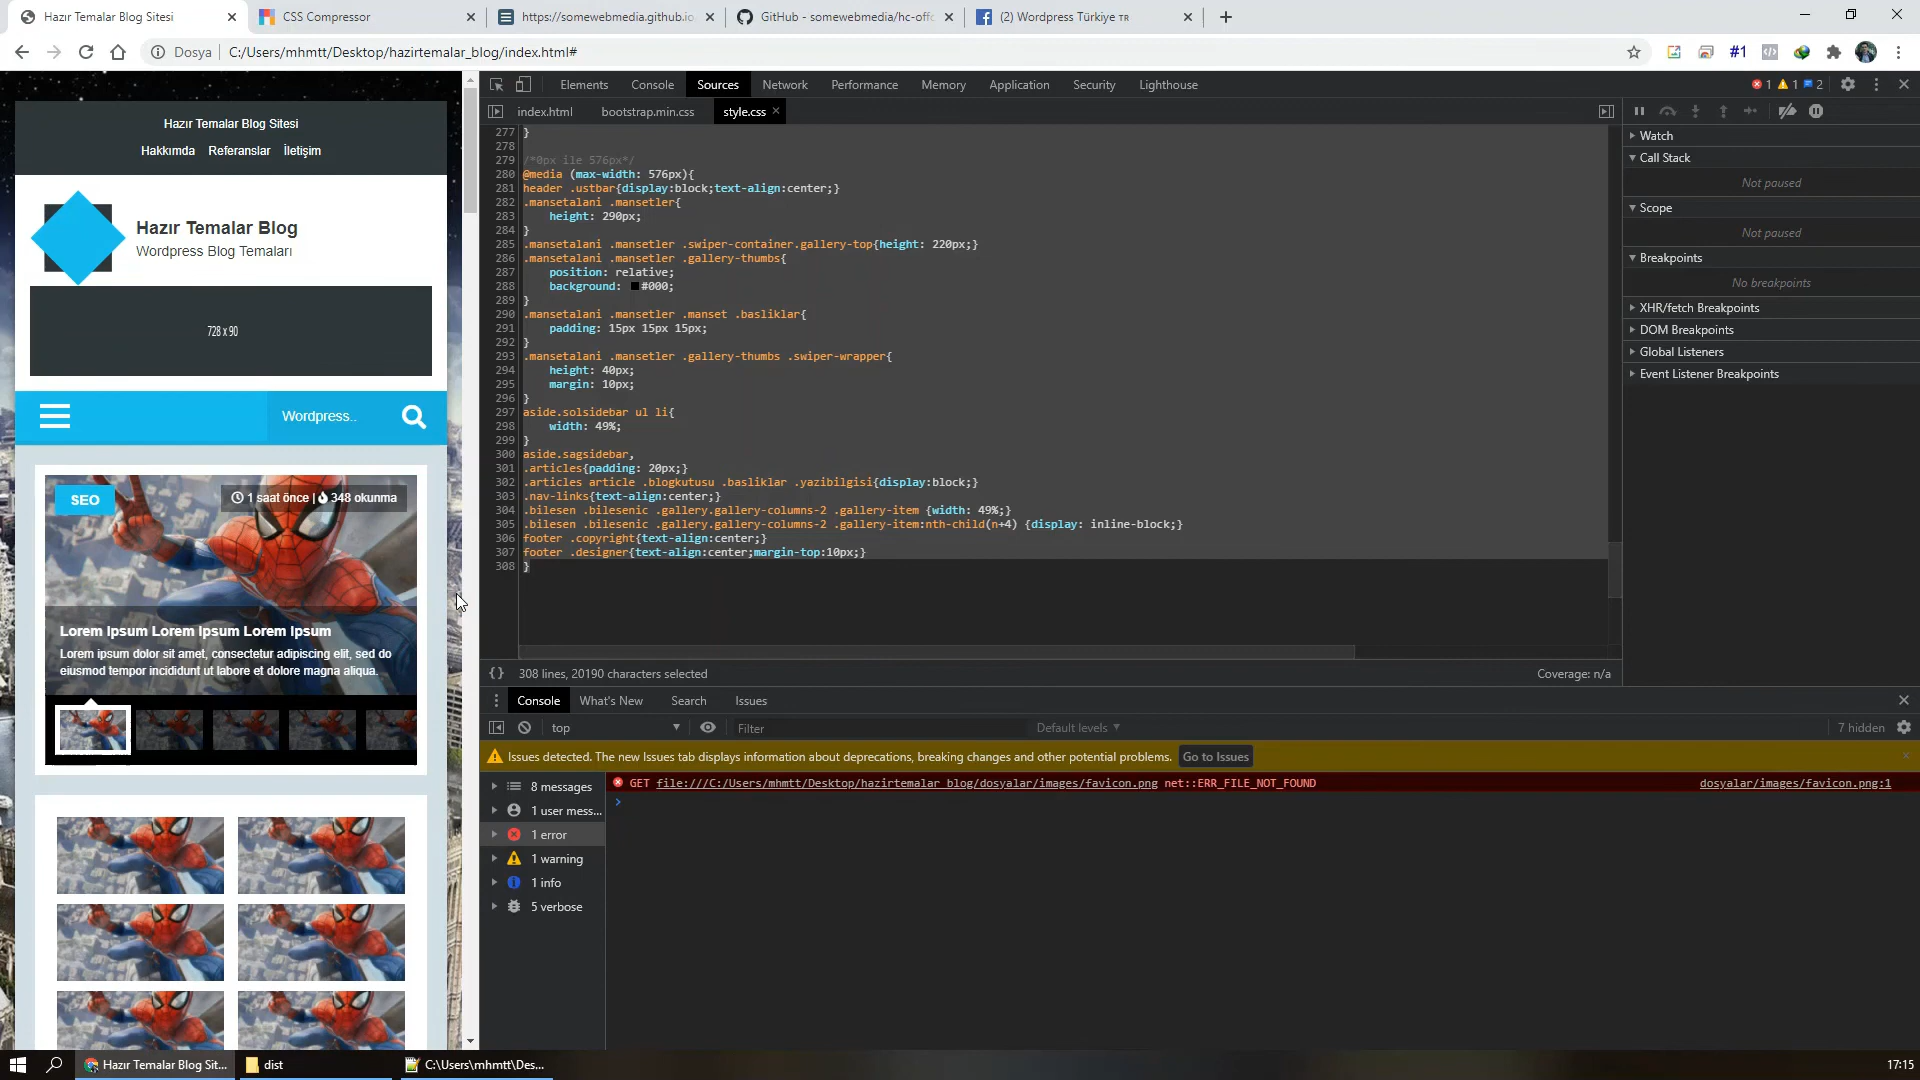 Hazır Temalar Blog Sitesi
CSS Compressor
https://somewebmedia.github.io
GitHub - somewebmedia/hc-offc
(2) Wordpress Türkiye TR
Dosya
C:/Users/mhmtt/Desktop/hazirtemalar_blog/index.html#
#1
Hazır Temalar Blog Sitesi
Hakkımda Referanslar İletişim
Hazır Temalar Blog
Wordpress Blog Temaları
728 x 90
Wordpress..
SEO
1 saat önce | 348 okunma
Lorem Ipsum Lorem Ipsum Lorem Ipsum
Lorem ipsum dolor sit amet, consectetur adipiscing elit, sed do
eiusmod tempor incididunt ut labore et dolore magna aliqua.
Elements Console Sources Network Performance Memory Application Security Lighthouse
1 1 2
index.html bootstrap.min.css style.css
277 }
278
279 /*0px ile 576px*/
280 @media (max-width: 576px){
281 header .ustbar{display:block;text-align:center;}
282 .mansetalani .mansetler{
283 height: 290px;
284 }
285 .mansetalani .mansetler .swiper-container.gallery-top{height: 220px;}
286 .mansetalani .mansetler .gallery-thumbs{
287 position: relative;
288 background: #000;
289 }
290 .mansetalani .mansetler .manset .basliklar{
291 padding: 15px 15px 15px;
292 }
293 .mansetalani .mansetler .gallery-thumbs .swiper-wrapper{
294 height: 40px;
295 margin: 10px;
296 }
297 aside.solsidebar ul li{
298 width: 49%;
299 }
300 aside.sagsidebar,
301 .articles{padding: 20px;}
302 .articles article .blogkutusu .basliklar .yazibilgisi{display:block;}
303 .nav-links{text-align:center;}
304 .bilesen .bilesenic .gallery.gallery-columns-2 .gallery-item {width: 49%;}
305 .bilesen .bilesenic .gallery.gallery-columns-2 .gallery-item:nth-child(n+4) {display: inline-block;}
306 footer .copyright{text-align:center;}
307 footer .designer{text-align:center;margin-top:10px;}
308 }
{} 308 lines, 20190 characters selected
Coverage: n/a
Watch
Call Stack
Not paused
Scope
Not paused
Breakpoints
No breakpoints
XHR/fetch Breakpoints
DOM Breakpoints
Global Listeners
Event Listener Breakpoints
Console What's New Search Issues
top Filter Default levels 7 hidden
Issues detected. The new Issues tab displays information about deprecations, breaking changes and other potential problems. Go to Issues
8 messages
1 user mess...
1 error
1 warning
1 info
5 verbose
GET file:///C:/Users/mhmtt/Desktop/hazirtemalar_blog/dosyalar/images/favicon.png net::ERR_FILE_NOT_FOUND
dosyalar/images/favicon.png:1
Hazır Temalar Blog Sit...
dist
C:\Users\mhmtt\Des...
17:15